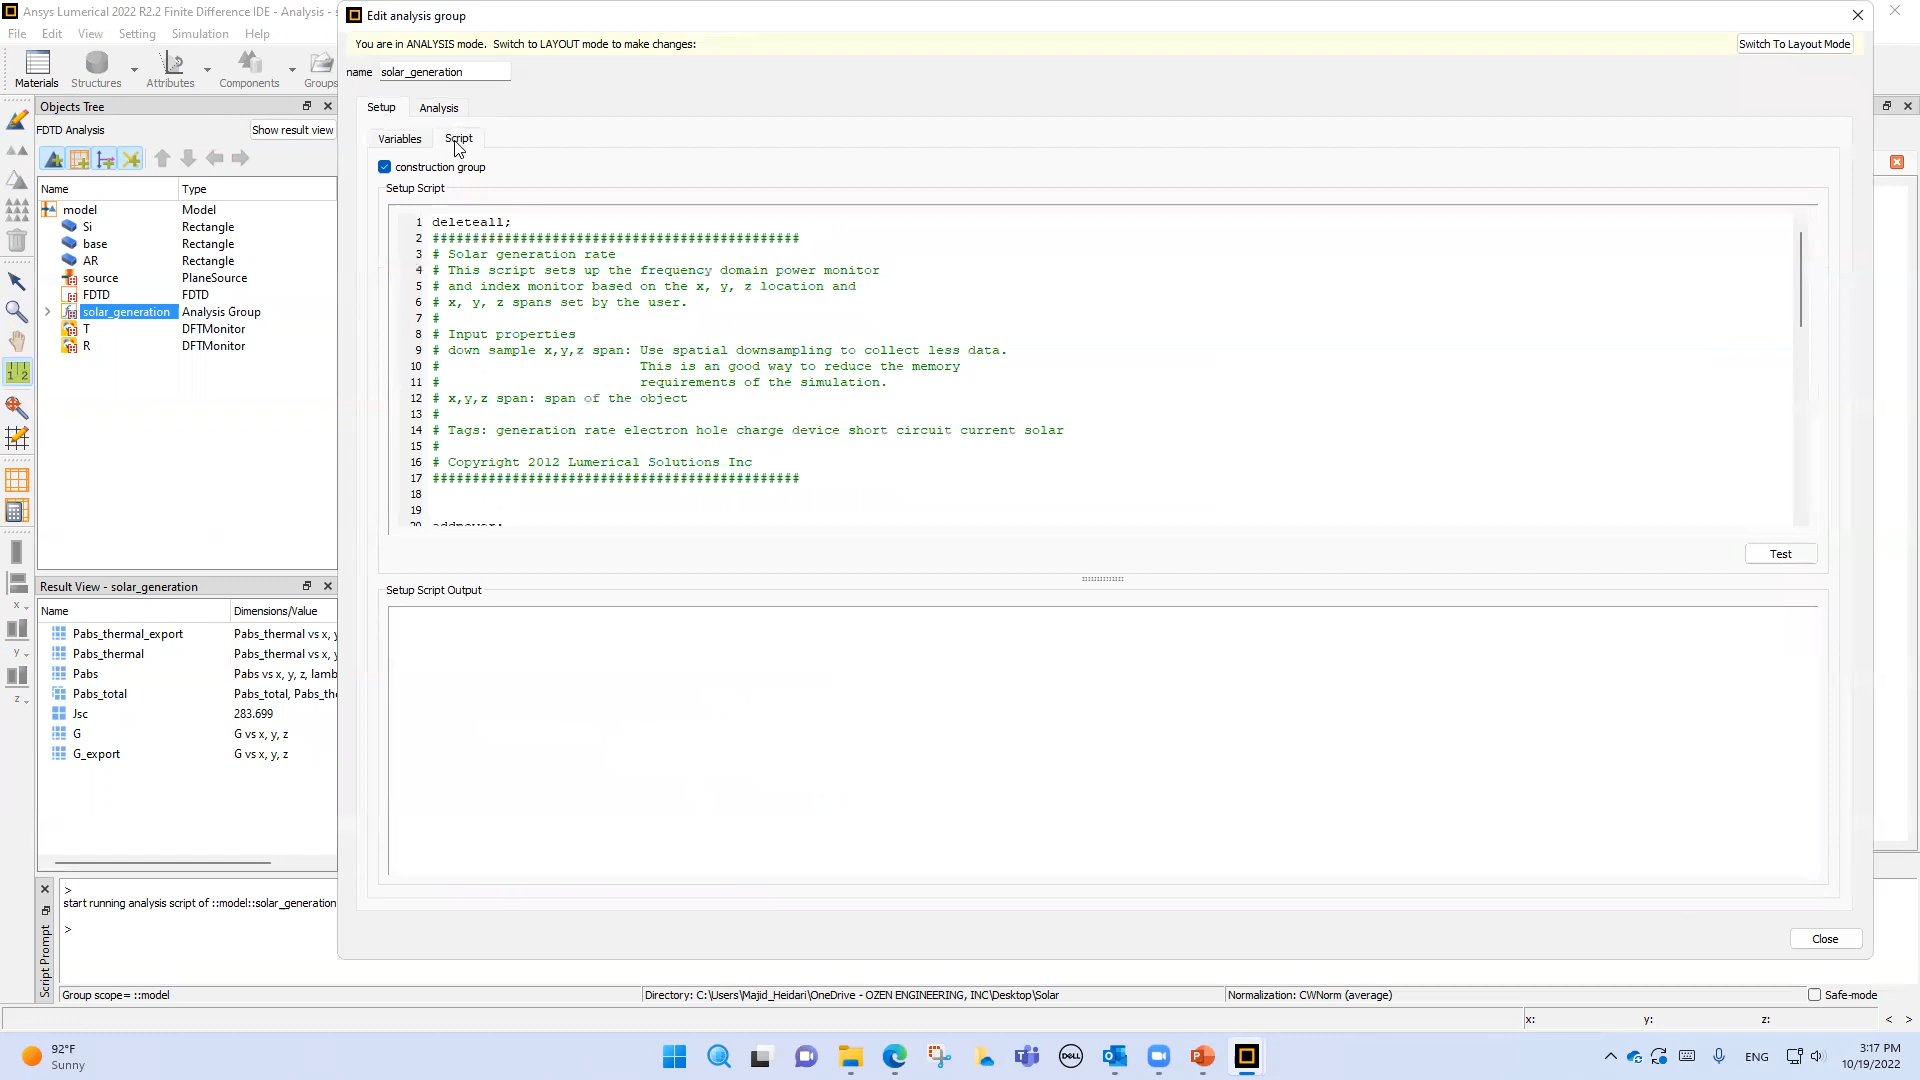 Ansys Lumerical 2022 R2.2 Finite Difference IDE - Analysis -
File Edit View Setting Simulation Help
Materials Structures Attributes Components Groups
Objects Tree
FDTD Analysis
Show result view
Name Type
model Model
Si Rectangle
base Rectangle
AR Rectangle
source PlaneSource
FDTD FDTD
solar_generation Analysis Group
T DFTMonitor
R DFTMonitor
Result View - solar_generation
Name Dimensions/Value
Pabs_thermal_export Pabs_thermal vs x, y
Pabs_thermal Pabs_thermal vs x, y
Pabs Pabs vs x, y, z, lamb
Pabs_total Pabs_total, Pabs_the
Jsc 283.699
G G vs x, y, z
G_export G vs x, y, z
x
y
z
Edit analysis group
You are in ANALYSIS mode. Switch to LAYOUT mode to make changes:
Switch To Layout Mode
name solar_generation
Setup Analysis
Variables Script
construction group
Setup Script
1 deleteall;
2 ##############################################
3 # Solar generation rate
4 # This script sets up the frequency domain power monitor
5 # and index monitor based on the x, y, z location and
6 # x, y, z spans set by the user.
7 #
8 # Input properties
9 # down sample x,y,z span: Use spatial downsampling to collect less data.
10 # This is an good way to reduce the memory
11 # requirements of the simulation.
12 # x,y,z span: span of the object
13 #
14 # Tags: generation rate electron hole charge device short circuit current solar
15 #
16 # Copyright 2012 Lumerical Solutions Inc
17 ##############################################
18
19
20 addpower;
Test
Setup Script Output
Close
Script Prompt
>
start running analysis script of ::model::solar_generation
>
Group scope= ::model
Directory: C:\Users\Majid_Heidari\OneDrive - OZEN ENGINEERING, INC\Desktop\Solar
Normalization: CWNorm (average)
Safe-mode
x: y: z: < >
92°F
Sunny
DELL
ENG
3:17 PM
10/19/2022